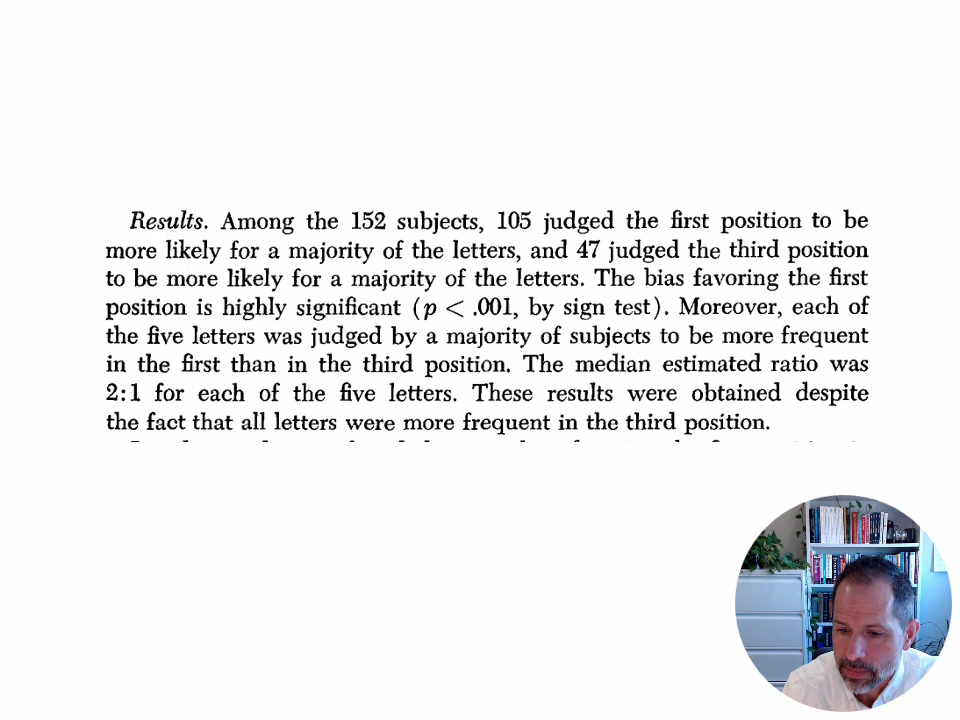 Results. Among the 152 subjects, 105 judged the first position to be
more likely for a majority of the letters, and 47 judged the third position
to be more likely for a majority of the letters. The bias favoring the first
position is highly significant (p < .001, by sign test). Moreover, each of
the five letters was judged by a majority of subjects to be more frequent
in the first than in the third position. The median estimated ratio was
2:1 for each of the five letters. These results were obtained despite
the fact that all letters were more frequent in the third position.